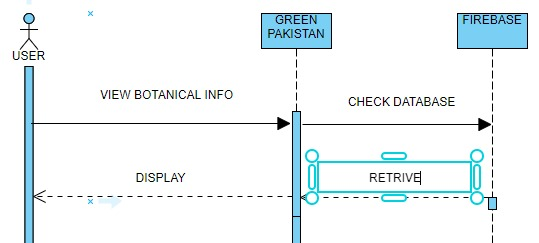 GREEN
PAKISTAN
FIREBASE
USER
VIEW BOTANICAL INFO
CHECK DATABASE
DISPLAY
RETRIVE